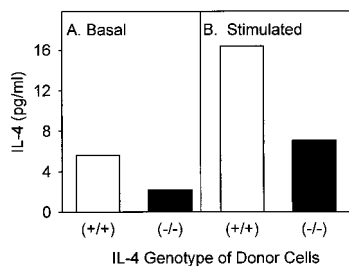 A. Basal
B. Stimulated
IL-4 (pg/ml)
16
12
8
4
0
(+/+)
(-/-)
(+/+)
(-/-)
IL-4 Genotype of Donor Cells